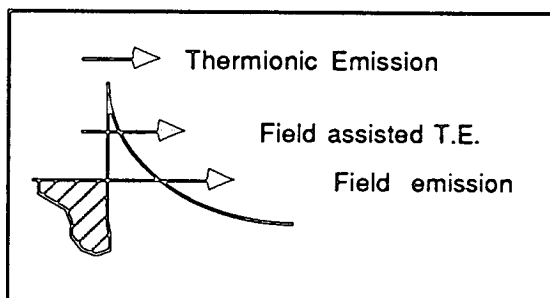 Thermionic Emission
Field assisted T.E.
Field emission